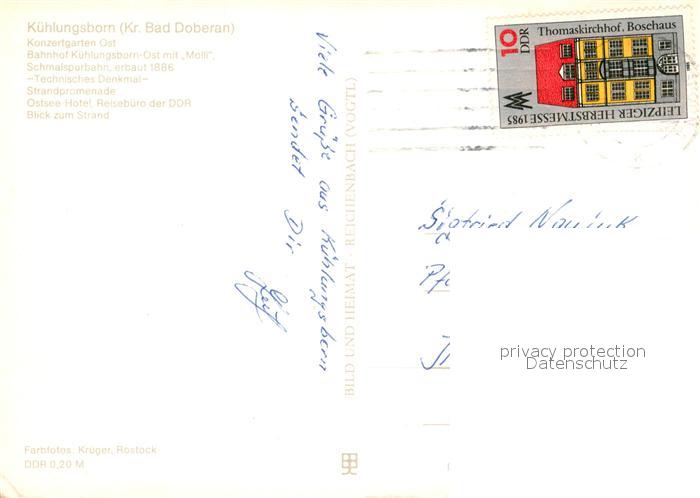 Kühlungsborn (Kr. Bad Doberan)
Konzertgarten Ost
Bahnhof Kühlungsborn-Ost mit „Molli",
Schmalspurbahn, erbaut 1886
—Technisches Denkmal—
Strandpromenade
Ostsee-Hotel, Reisebüro der DDR
Blick zum Strand
Viele Grüße aus Kühlungsborn
sendet Dir
BILD UND HEIMAT · REICHENBACH (VOGTL)
10
DDR
Thomaskirchhof, Bosehaus
LEIPZIGER HERBSTMESSE 1985
privacy protection
Datenschutz
Farbfotos: Krüger, Rostock
DDR 0,20 M